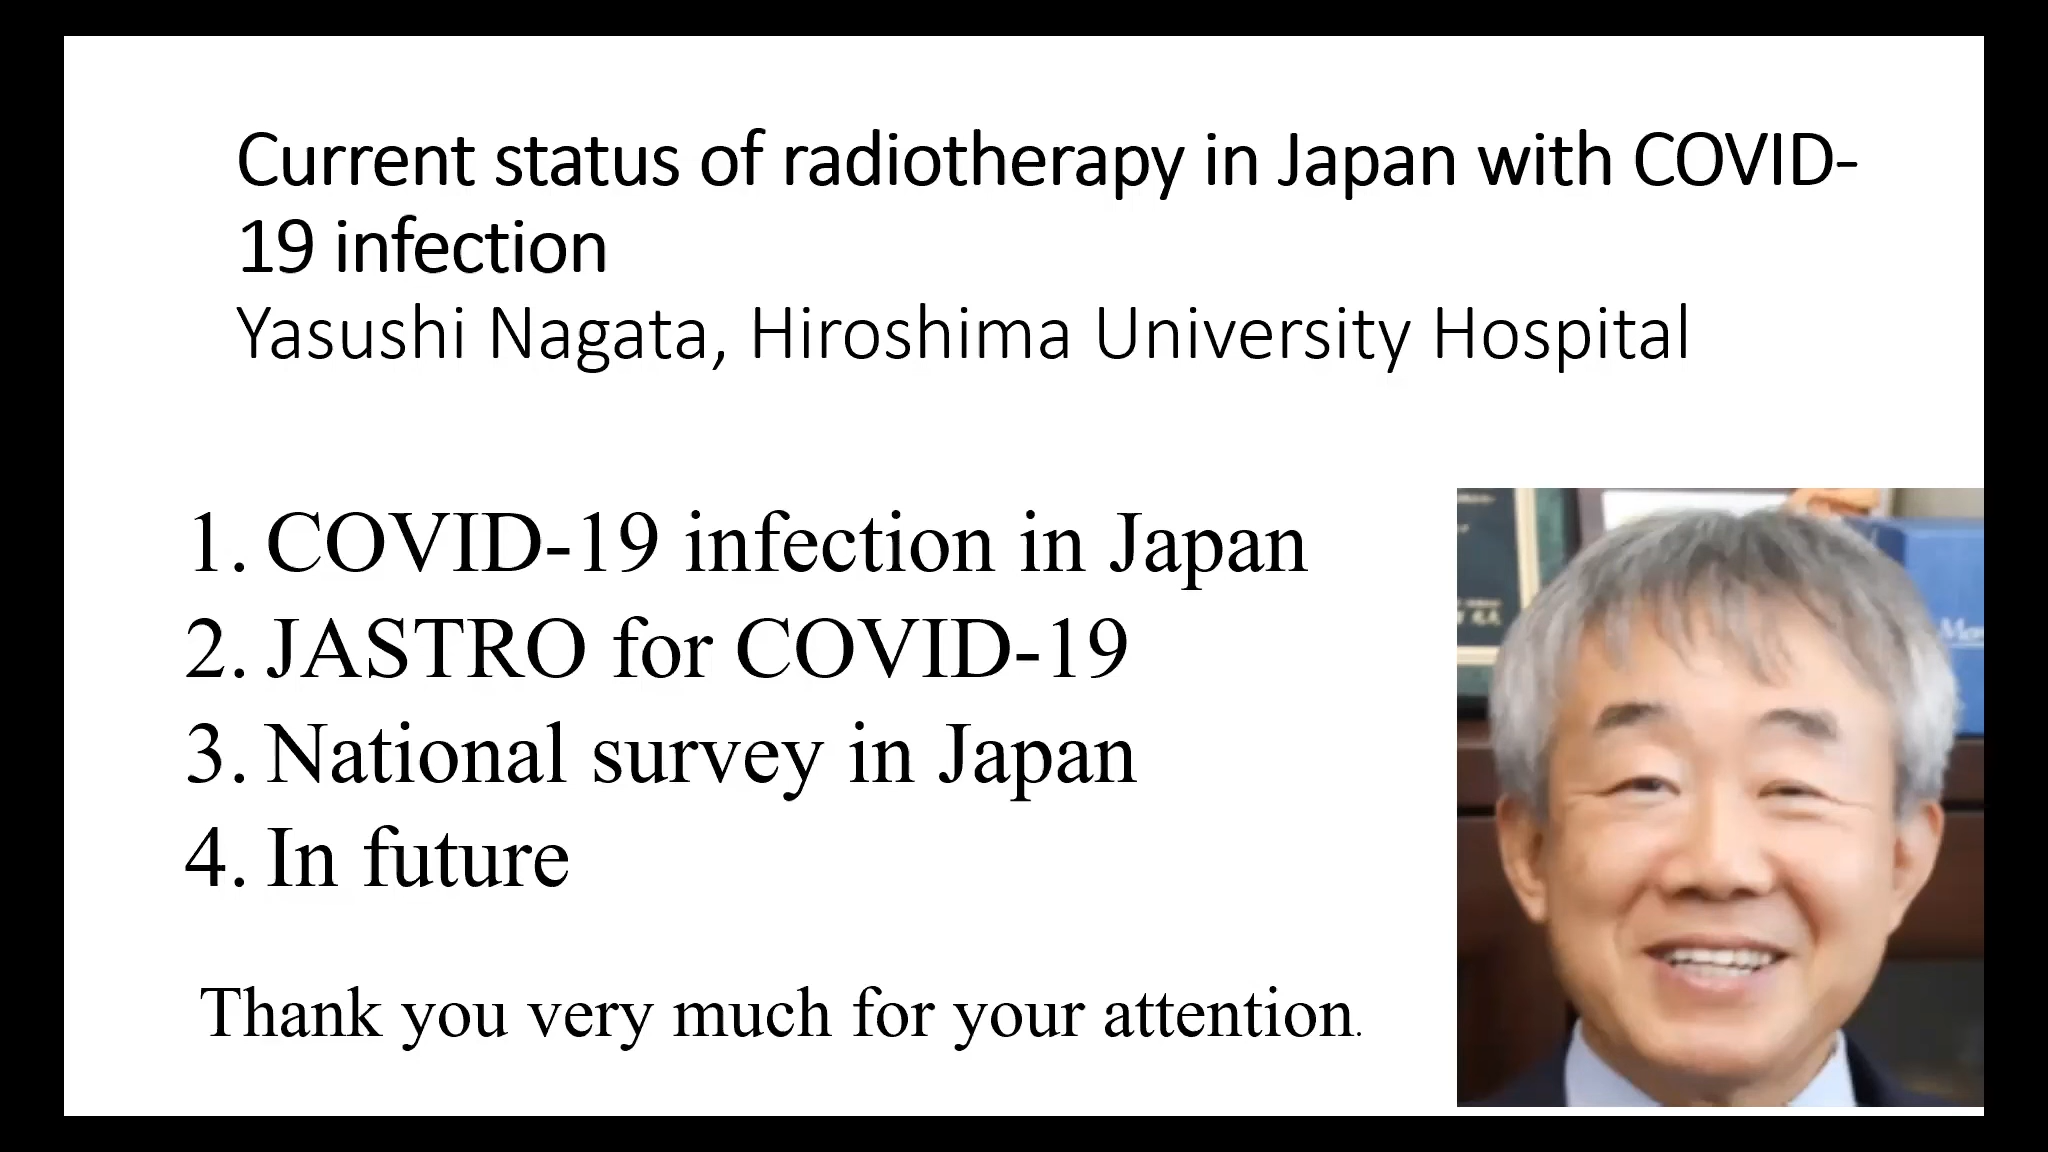 Current status of radiotherapy in Japan with COVID-
19 infection
Yasushi Nagata, Hiroshima University Hospital
1. COVID-19 infection in Japan
2. JASTRO for COVID-19
3. National survey in Japan
4. In future
Thank you very much for your attention.